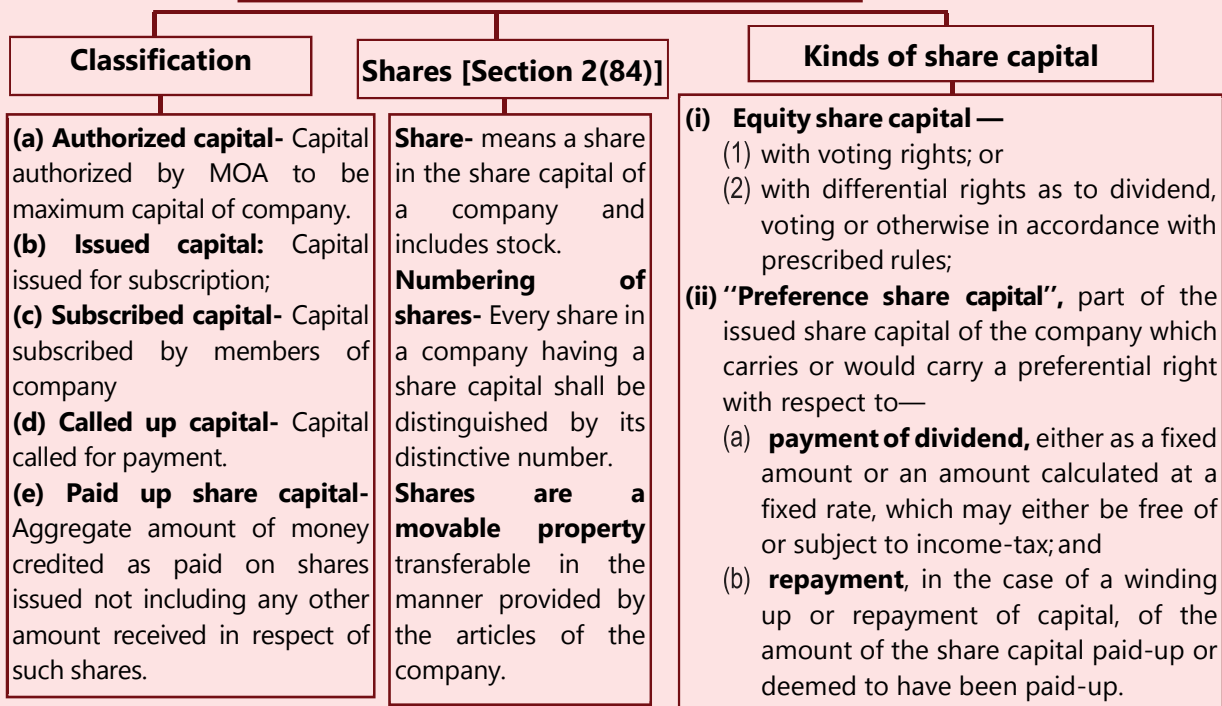 Classification
(a) Authorized capital- Capital
authorized by MOA to be
maximum capital of company.
(b) Issued capital: Capital
issued for subscription;
(c) Subscribed capital- Capital
subscribed by members of
company
(d) Called up capital- Capital
called for payment.
(e) Paid up share capital-
Aggregate amount of money
credited as paid on shares
issued not including any other
amount received in respect of
such shares.
Shares [Section 2(84)]
Share- means a share
in the share capital of
a company and
includes stock.
Numbering of
shares- Every share in
a company having a
share capital shall be
distinguished by its
distinctive number.
Shares are a
movable property
transferable in the
manner provided by
the articles of the
company.
Kinds of share capital
(i) Equity share capital —
(1) with voting rights; or
(2) with differential rights as to dividend,
voting or otherwise in accordance with
prescribed rules;
(ii) "Preference share capital", part of the
issued share capital of the company which
carries or would carry a preferential right
with respect to—
(a) payment of dividend, either as a fixed
amount or an amount calculated at a
fixed rate, which may either be free of
or subject to income-tax; and
(b) repayment, in the case of a winding
up or repayment of capital, of the
amount of the share capital paid-up or
deemed to have been paid-up.